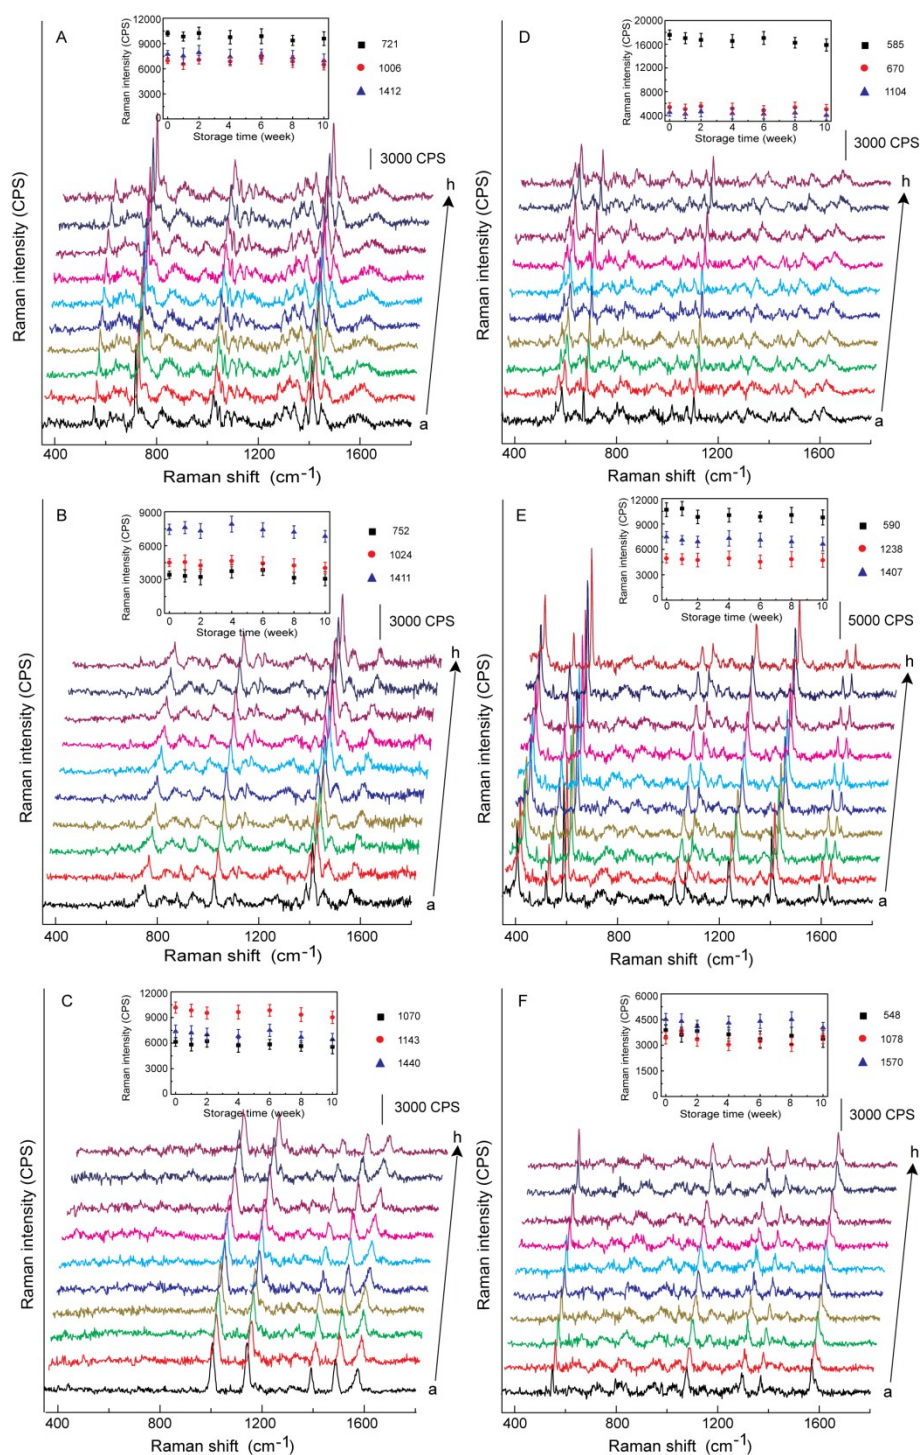 A
Raman intensity (CPS)
12000
9000
6000
3000
0
0 2 4 6 8 10
Storage time (week)
721
1006
1412
3000 CPS
h
a
Raman intensity (CPS)
400 800 1200 1600
Raman shift (cm-1)
D
Raman intensity (CPS)
20000
16000
12000
8000
4000
0 2 4 6 8 10
Storage time (week)
585
670
1104
3000 CPS
h
a
Raman intensity (CPS)
400 800 1200 1600
Raman shift (cm-1)
B
Raman intensity (CPS)
9000
6000
3000
0
0 2 4 6 8 10
Storage time (week)
752
1024
1411
3000 CPS
h
a
Raman intensity (CPS)
400 800 1200 1600
Raman shift (cm-1)
E
Raman intensity (CPS)
12000
9000
6000
3000
0
0 2 4 6 8 10
Storage time (week)
590
1238
1407
5000 CPS
h
a
Raman intensity (CPS)
400 800 1200 1600
Raman shift (cm-1)
C
Raman intensity (CPS)
12000
9000
6000
3000
0
0 2 4 6 8 10
Storage time (week)
1070
1143
1440
3000 CPS
h
a
Raman intensity (CPS)
400 800 1200 1600
Raman shift (cm-1)
F
Raman intensity (CPS)
6000
4500
3000
1500
0
0 2 4 6 8 10
Storage time (week)
548
1078
1570
3000 CPS
h
a
Raman intensity (CPS)
400 800 1200 1600
Raman shift (cm-1)